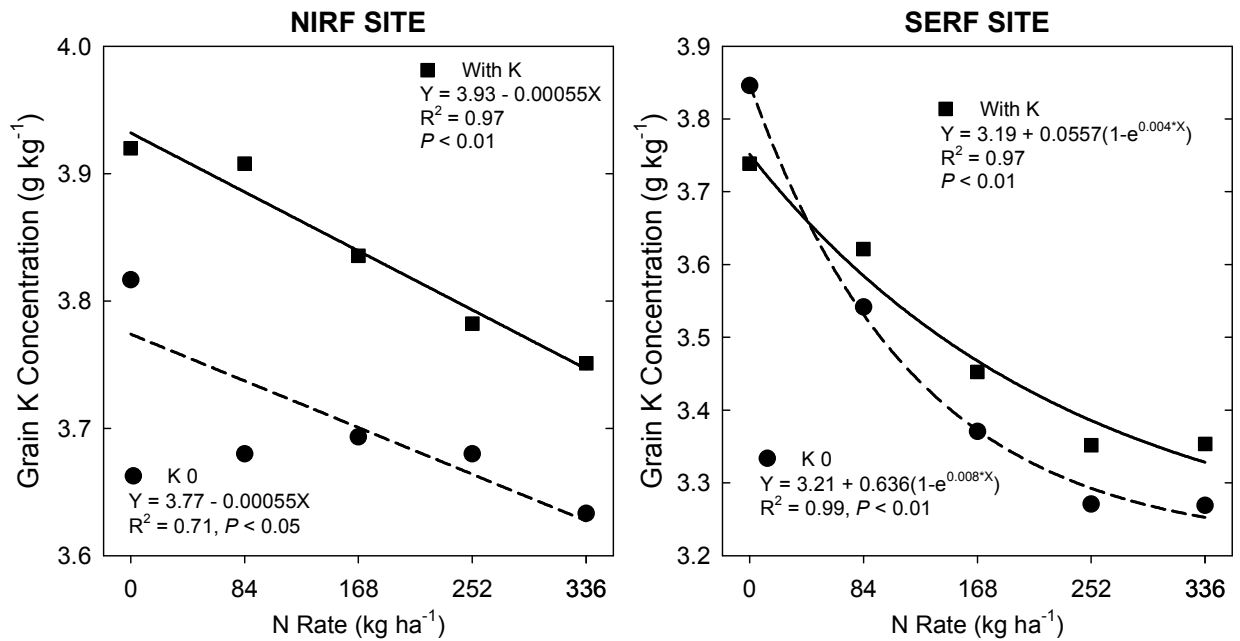 NIRF SITE
4.0
3.9
3.8
3.7
3.6
Grain K Concentration (g kg⁻¹)
With K
Y = 3.93 - 0.00055X
R² = 0.97
P < 0.01
K 0
Y = 3.77 - 0.00055X
R² = 0.71, P < 0.05
0 84 168 252 336
N Rate (kg ha⁻¹)
SERF SITE
3.9
3.8
3.7
3.6
3.5
3.4
3.3
3.2
Grain K Concentration (g kg⁻¹)
With K
Y = 3.19 + 0.0557(1-e^0.004*X)
R² = 0.97
P < 0.01
K 0
Y = 3.21 + 0.636(1-e^0.008*X)
R² = 0.99, P < 0.01
0 84 168 252 336
N Rate (kg ha⁻¹)